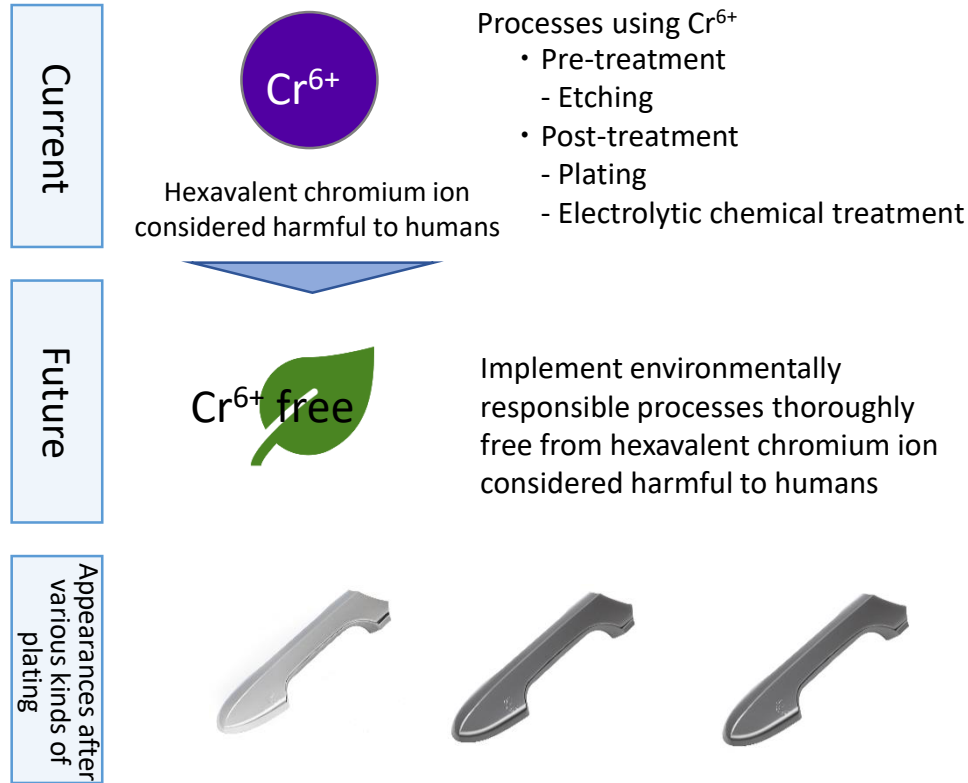 Current
Cr⁶⁺
Hexavalent chromium ion
considered harmful to humans
Processes using Cr⁶⁺
・Pre-treatment
- Etching
・Post-treatment
- Plating
- Electrolytic chemical treatment
Future
Cr⁶⁺ free
Implement environmentally
responsible processes thoroughly
free from hexavalent chromium ion
considered harmful to humans
Appearances after
various kinds of
plating